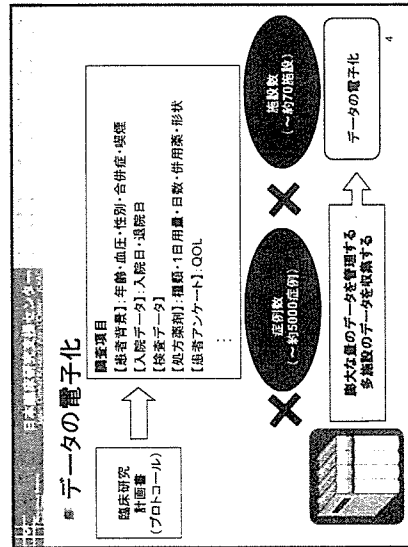 データの電子化
臨床研究
計画書
(プロトコール)
調査項目
【患者背景】:年齢・血圧・性別・合併症・喫煙
【入院データ】:入院日・退院日
【検査データ】
【処方薬剤】:種類・1日用量・日数・併用薬・形状
【患者アンケート】:QOL
:
症例数
(~約5000症例)
施設数
(~約70施設)
膨大な量のデータを管理する
多施設のデータを収集する
データの電子化
4